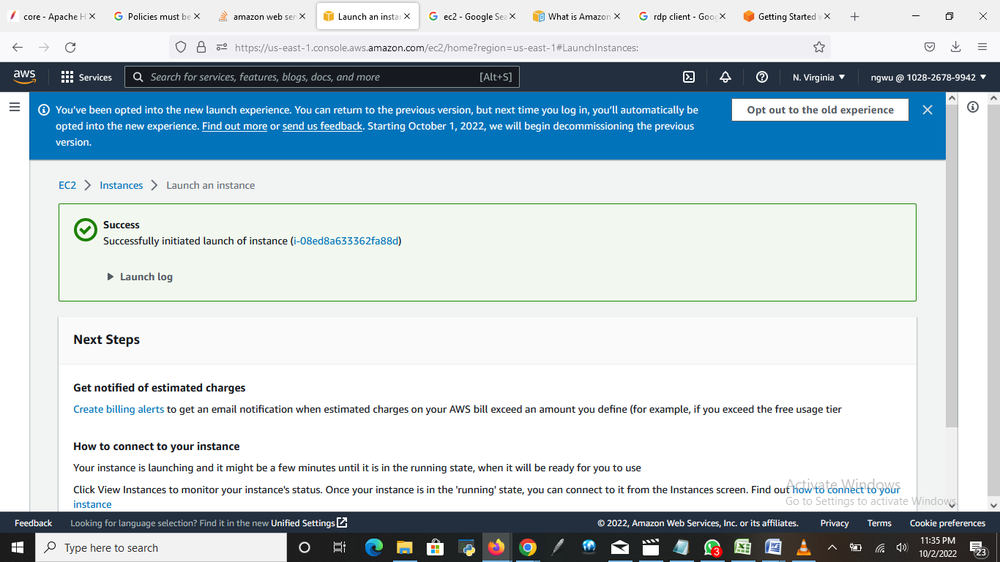 core - Apache H
Policies must be
amazon web ser
Launch an instan
ec2 - Google Sea
What is Amazon
rdp client - Goog
Getting Started v
https://us-east-1.console.aws.amazon.com/ec2/home?region=us-east-1#LaunchInstances:
aws
Services
Search for services, features, blogs, docs, and more
[Alt+S]
N. Virginia
ngwu @ 1028-2678-9942
You've been opted into the new launch experience. You can return to the previous version, but next time you log in, you'll automatically be
opted into the new experience. Find out more or send us feedback. Starting October 1, 2022, we will begin decommissioning the previous
version.
Opt out to the old experience
EC2
Instances
Launch an instance
Success
Successfully initiated launch of instance (i-08ed8a633362fa88d)
Launch log
Next Steps
Get notified of estimated charges
Create billing alerts to get an email notification when estimated charges on your AWS bill exceed an amount you define (for example, if you exceed the free usage tier
How to connect to your instance
Your instance is launching and it might be a few minutes until it is in the running state, when it will be ready for you to use
Click View Instances to monitor your instance's status. Once your instance is in the 'running' state, you can connect to it from the Instances screen. Find out how to connect to your
instance
Activate Windows
Go to Settings to activate Windows.
Feedback
Looking for language selection? Find it in the new Unified Settings
© 2022, Amazon Web Services, Inc. or its affiliates.
Privacy
Terms
Cookie preferences
Type here to search
3
11:35 PM
10/2/2022
23